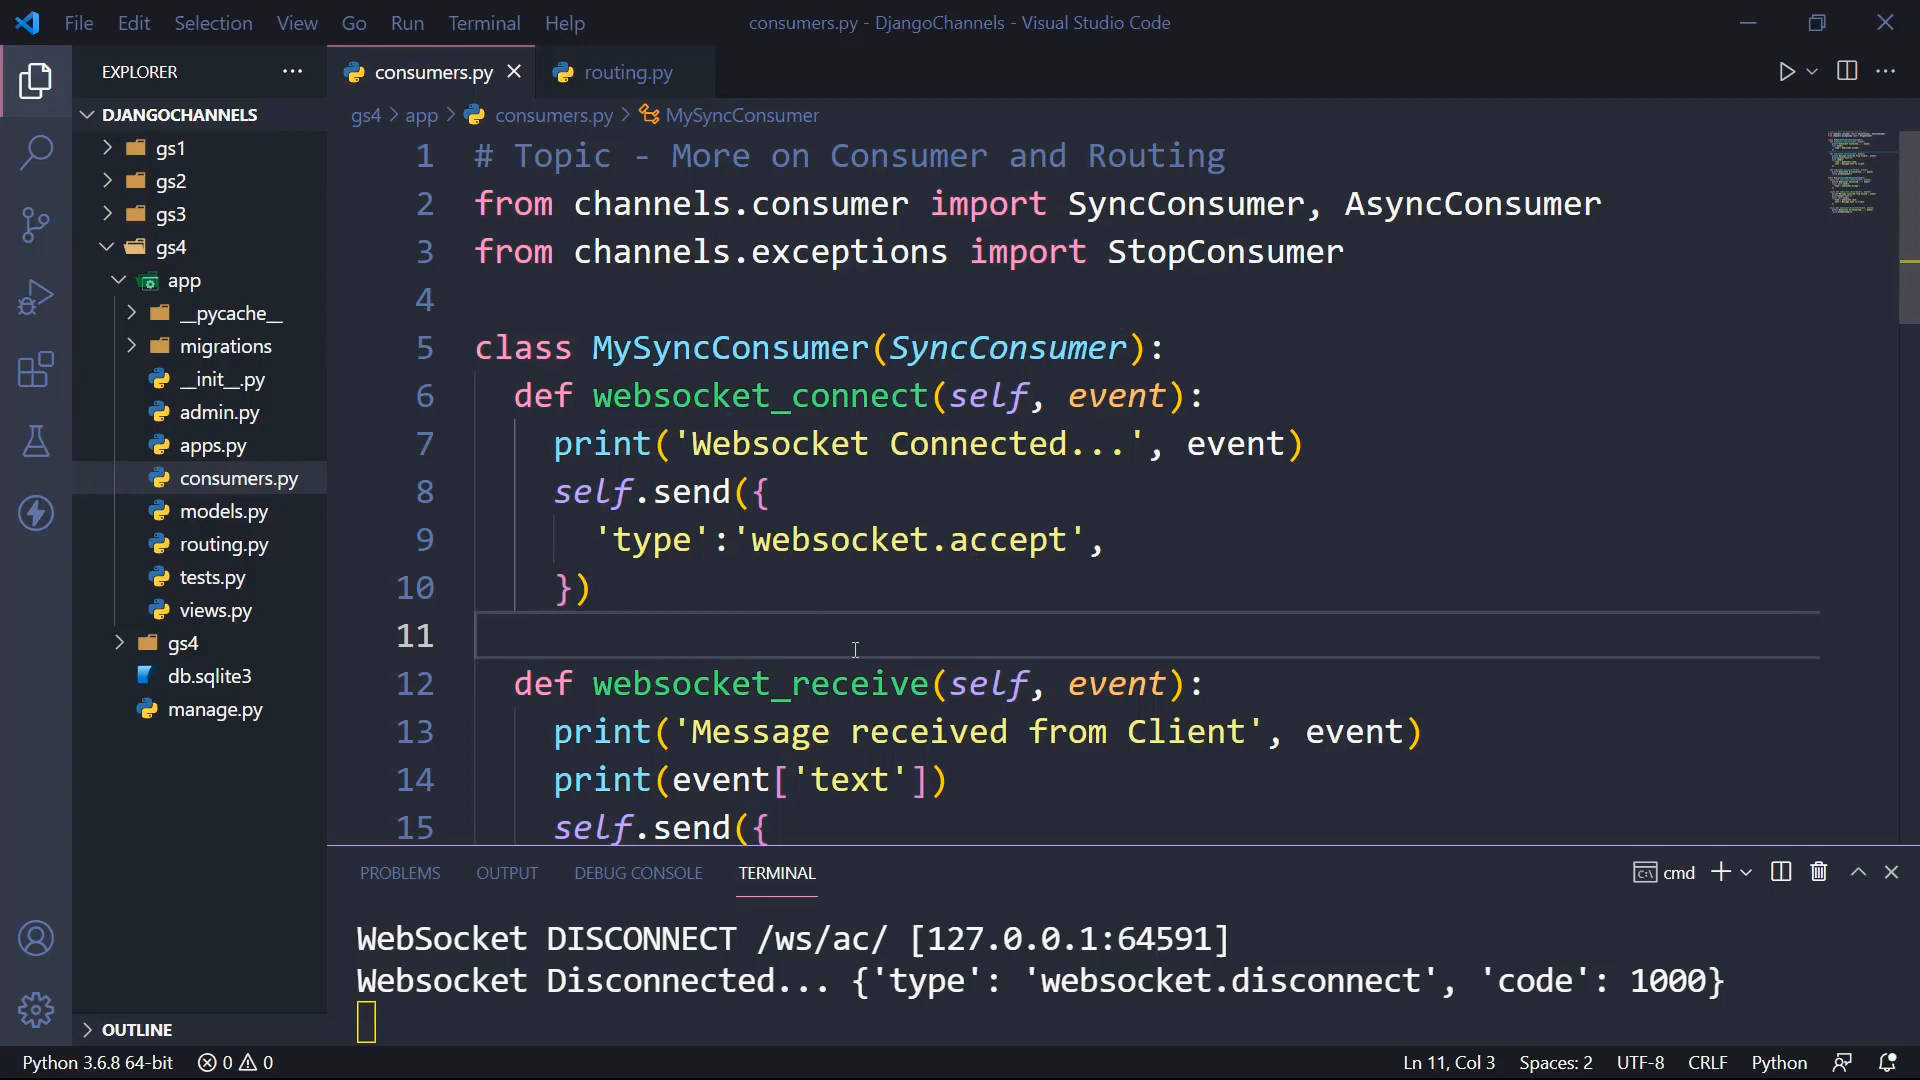 File Edit Selection View Go Run Terminal Help
consumers.py - DjangoChannels - Visual Studio Code
EXPLORER
DJANGOCHANNELS
gs1
gs2
gs3
gs4
app
__pycache__
migrations
__init__.py
admin.py
apps.py
consumers.py
models.py
routing.py
tests.py
views.py
gs4
db.sqlite3
manage.py
OUTLINE
consumers.py
routing.py
gs4 > app > consumers.py > MySyncConsumer
1 # Topic - More on Consumer and Routing
2 from channels.consumer import SyncConsumer, AsyncConsumer
3 from channels.exceptions import StopConsumer
4
5 class MySyncConsumer(SyncConsumer):
6 def websocket_connect(self, event):
7 print('Websocket Connected...', event)
8 self.send({
9 'type':'websocket.accept',
10 })
11
12 def websocket_receive(self, event):
13 print('Message received from Client', event)
14 print(event['text'])
15 self.send({
PROBLEMS OUTPUT DEBUG CONSOLE TERMINAL
cmd
WebSocket DISCONNECT /ws/ac/ [127.0.0.1:64591]
Websocket Disconnected... {'type': 'websocket.disconnect', 'code': 1000}
Python 3.6.8 64-bit 0 0
Ln 11, Col 3 Spaces: 2 UTF-8 CRLF Python